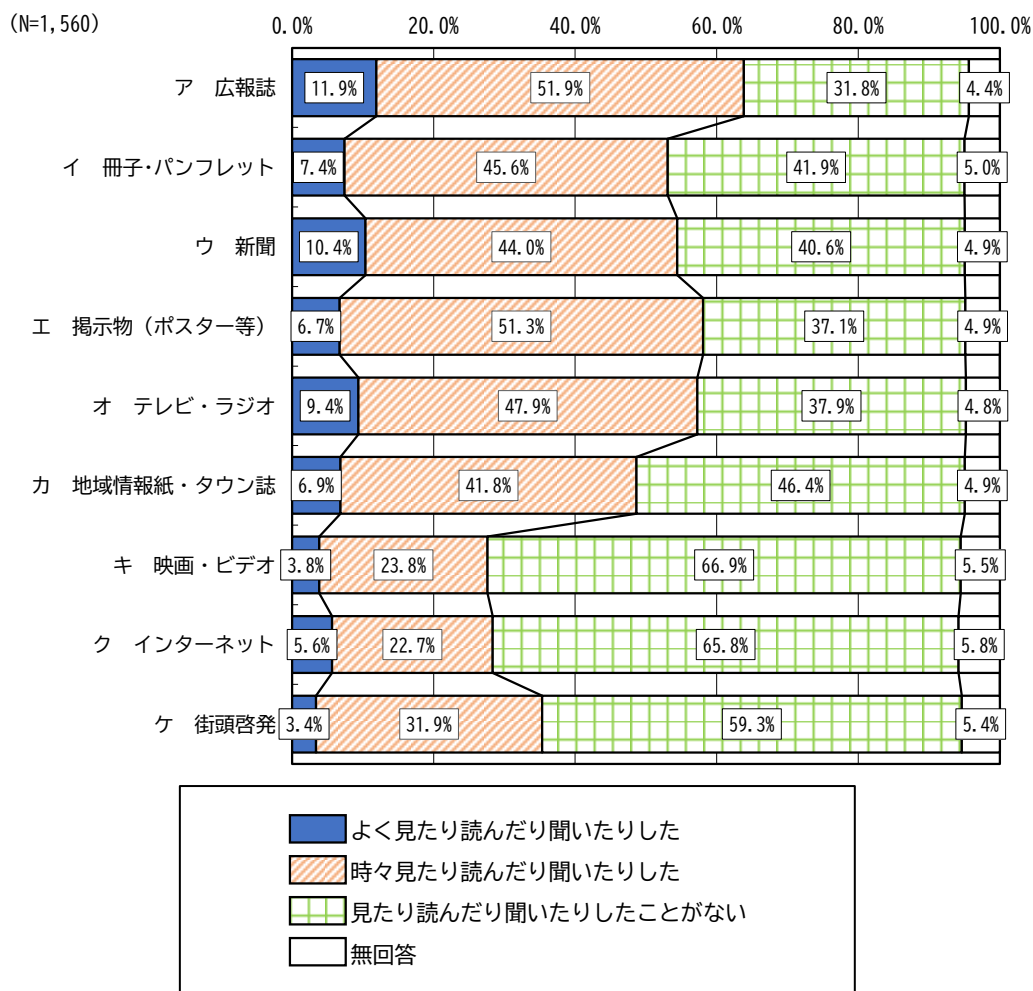 (N=1,560)
0.0% 20.0% 40.0% 60.0% 80.0% 100.0%
ア 広報誌 11.9% 51.9% 31.8% 4.4%
イ 冊子・パンフレット 7.4% 45.6% 41.9% 5.0%
ウ 新聞 10.4% 44.0% 40.6% 4.9%
エ 掲示物（ポスター等） 6.7% 51.3% 37.1% 4.9%
オ テレビ・ラジオ 9.4% 47.9% 37.9% 4.8%
カ 地域情報紙・タウン誌 6.9% 41.8% 46.4% 4.9%
キ 映画・ビデオ 3.8% 23.8% 66.9% 5.5%
ク インターネット 5.6% 22.7% 65.8% 5.8%
ケ 街頭啓発 3.4% 31.9% 59.3% 5.4%
よく見たり読んだり聞いたりした
時々見たり読んだり聞いたりした
見たり読んだり聞いたりしたことがない
無回答